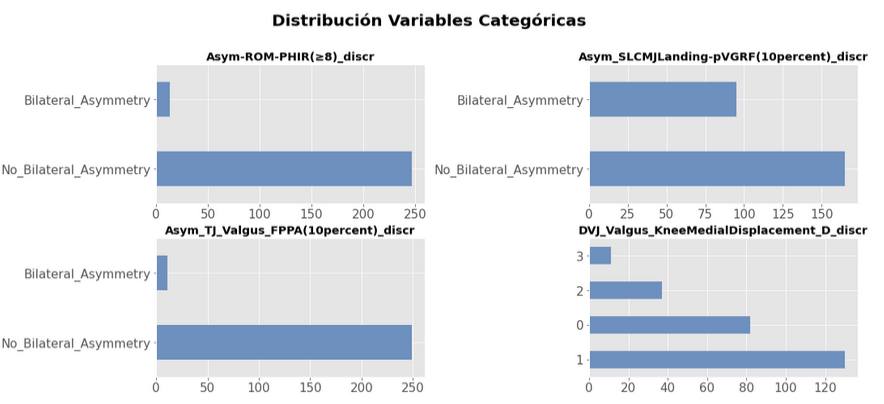 Distribución Variables Categóricas
Asym-ROM-PHIR(≥8)_discr
Bilateral_Asymmetry
No_Bilateral_Asymmetry
0 50 100 150 200 250
Asym_SLCMJLanding-pVGRF(10percent)_discr
Bilateral_Asymmetry
No_Bilateral_Asymmetry
0 25 50 75 100 125 150
Asym_TJ_Valgus_FPPA(10percent)_discr
Bilateral_Asymmetry
No_Bilateral_Asymmetry
0 50 100 150 200 250
DVJ_Valgus_KneeMedialDisplacement_D_discr
3
2
0
1
0 20 40 60 80 100 120